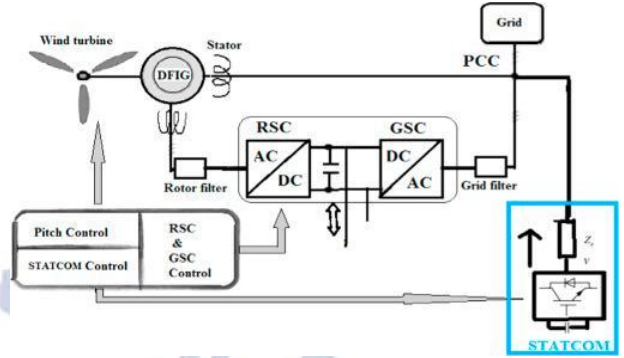 Grid
Wind turbine
Stator
PCC
DFIG
RSC
GSC
AC
DC
DC
AC
Rotor filter
Grid filter
Pitch Control
STATCOM Control
RSC
&
GSC
Control
V
STATCOM